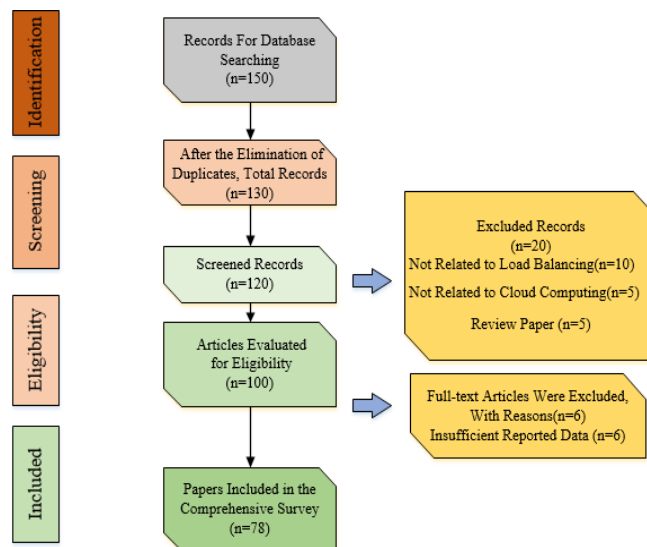 Identification
Records For Database
Searching
(n=150)
Screening
After the Elimination of
Duplicates, Total Records
(n=130)
Screened Records
(n=120)
Excluded Records
(n=20)
Not Related to Load Balancing(n=10)
Not Related to Cloud Computing(n=5)
Review Paper (n=5)
Eligibility
Articles Evaluated
for Eligibility
(n=100)
Full-text Articles Were Excluded,
With Reasons(n=6)
Insufficient Reported Data (n=6)
Included
Papers Included in the
Comprehensive Survey
(n=78)